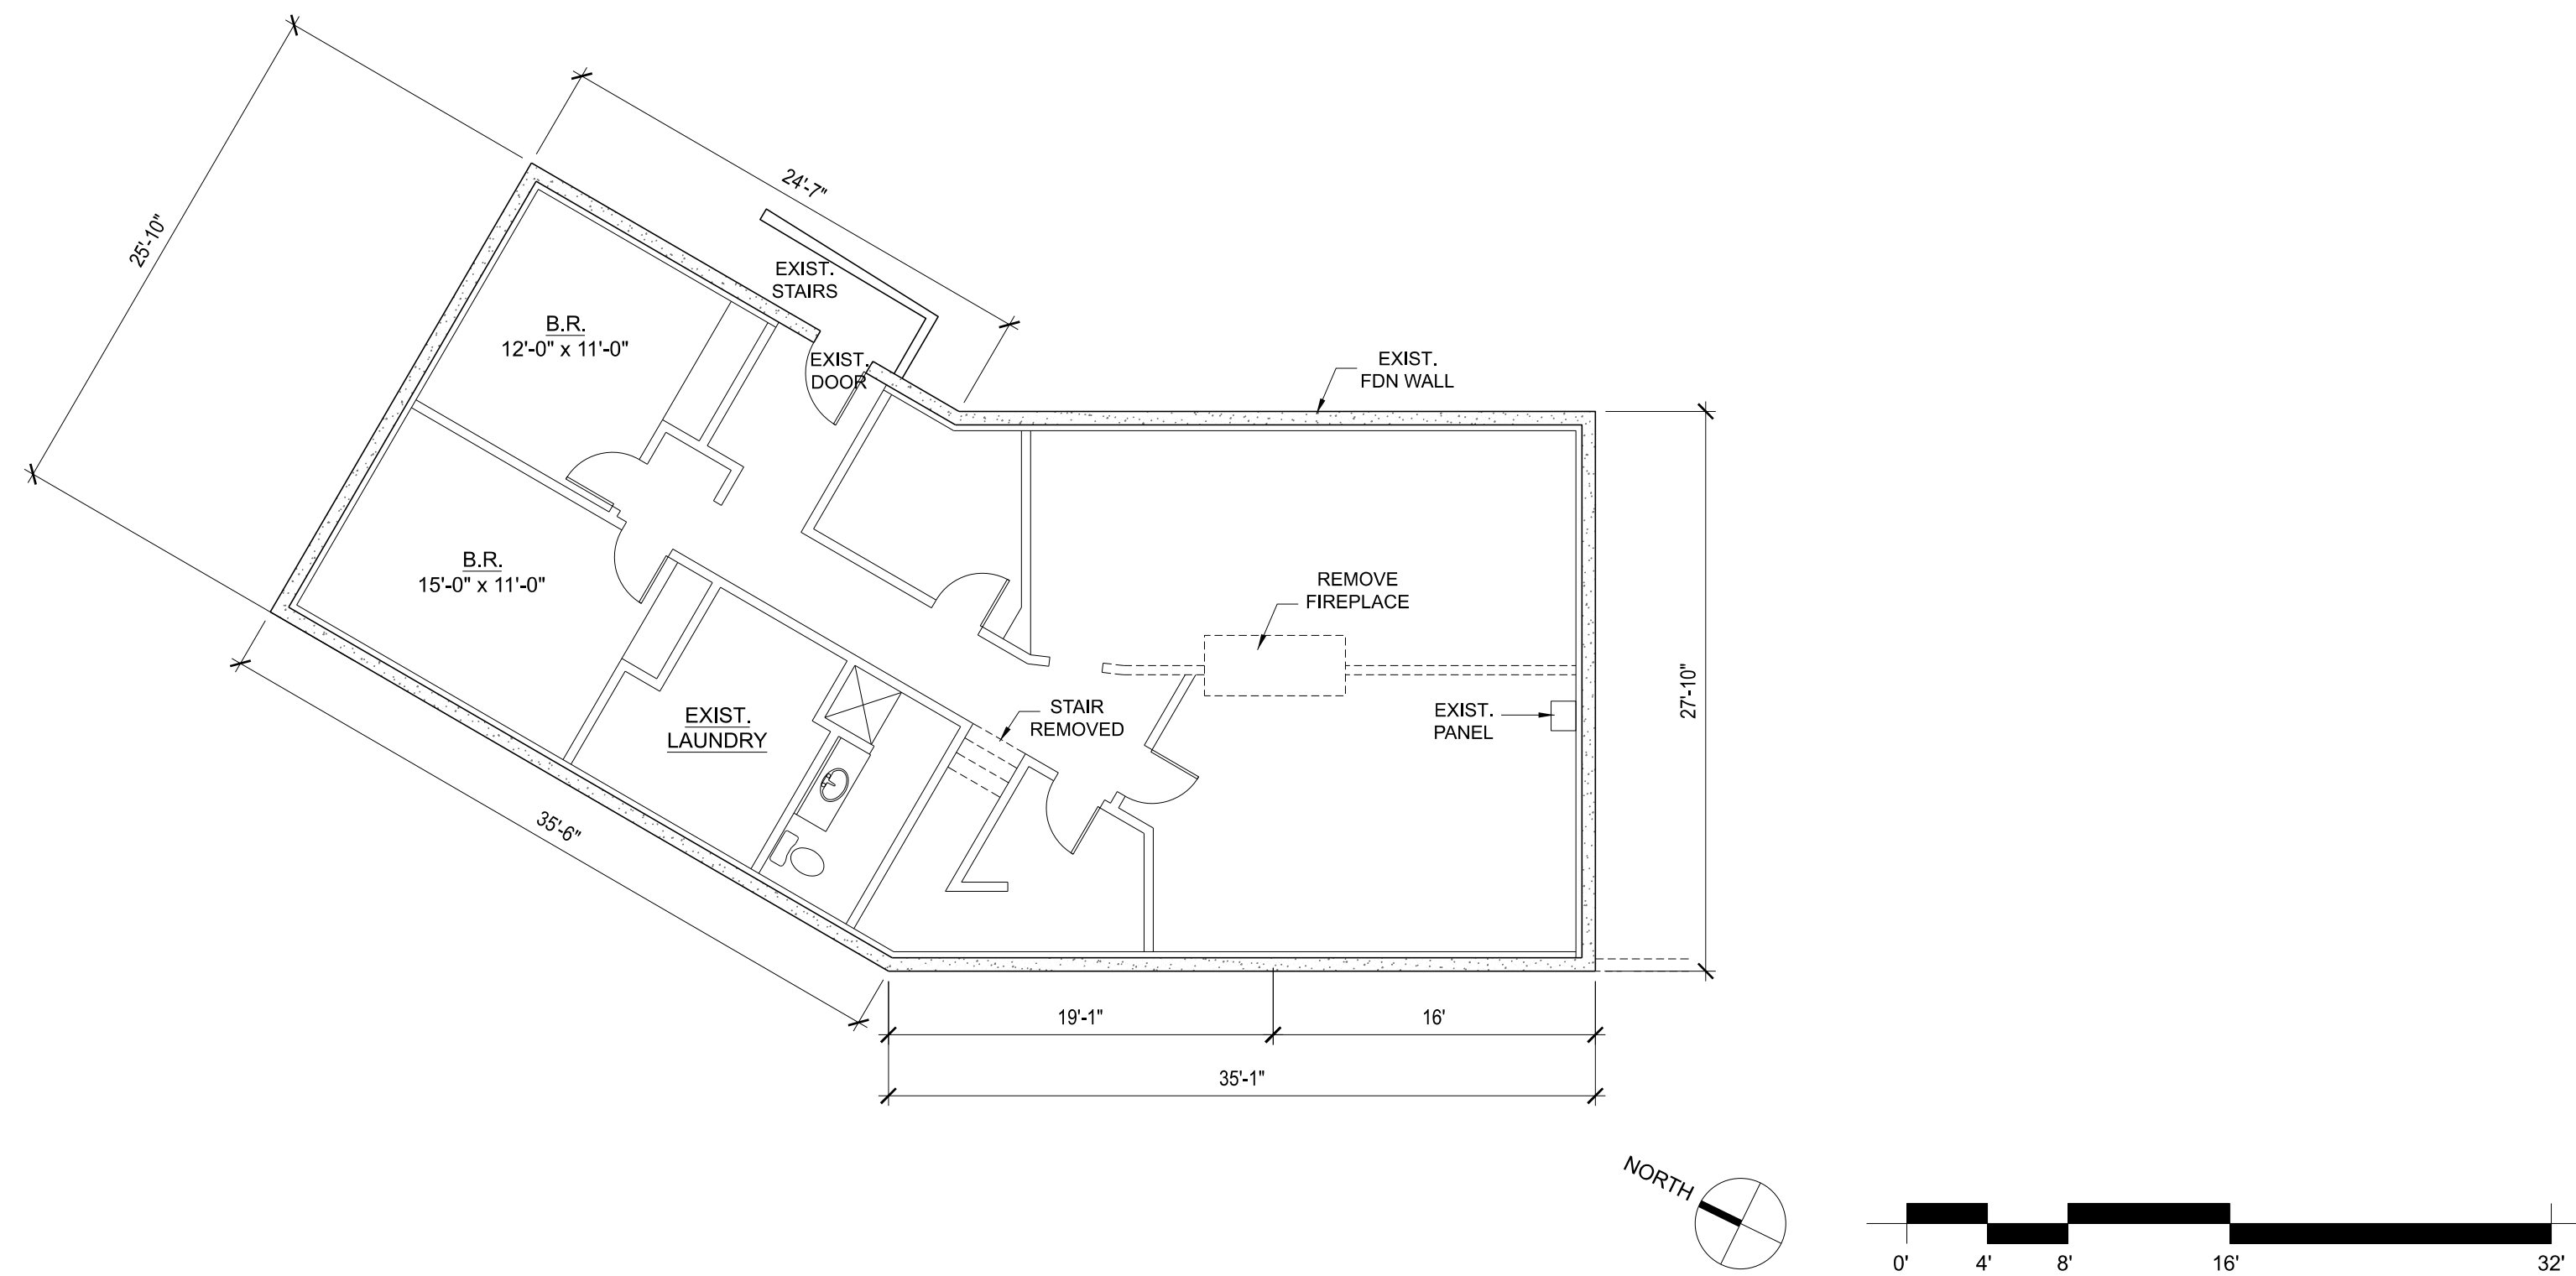 24'-7"
25'-10"
EXIST.
STAIRS
B.R.
12'-0" x 11'-0"
EXIST.
DOOR
EXIST.
FDN WALL
B.R.
15'-0" x 11'-0"
REMOVE
FIREPLACE
EXIST.
LAUNDRY
STAIR
REMOVED
EXIST.
PANEL
27'-10"
35'-6"
19'-1"
16'
35'-1"
NORTH
0'
4'
8'
16'
32'